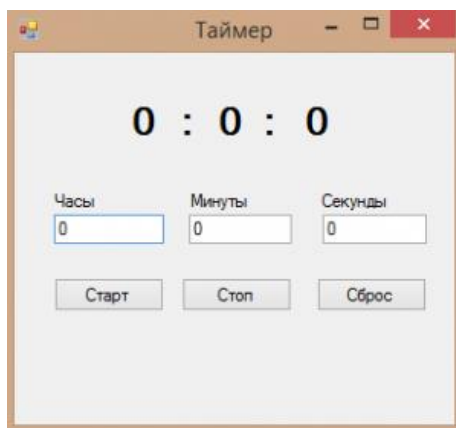 Таймер
0 : 0 : 0
Часы Минуты Секунды
0 0 0
Старт Стоп Сброс